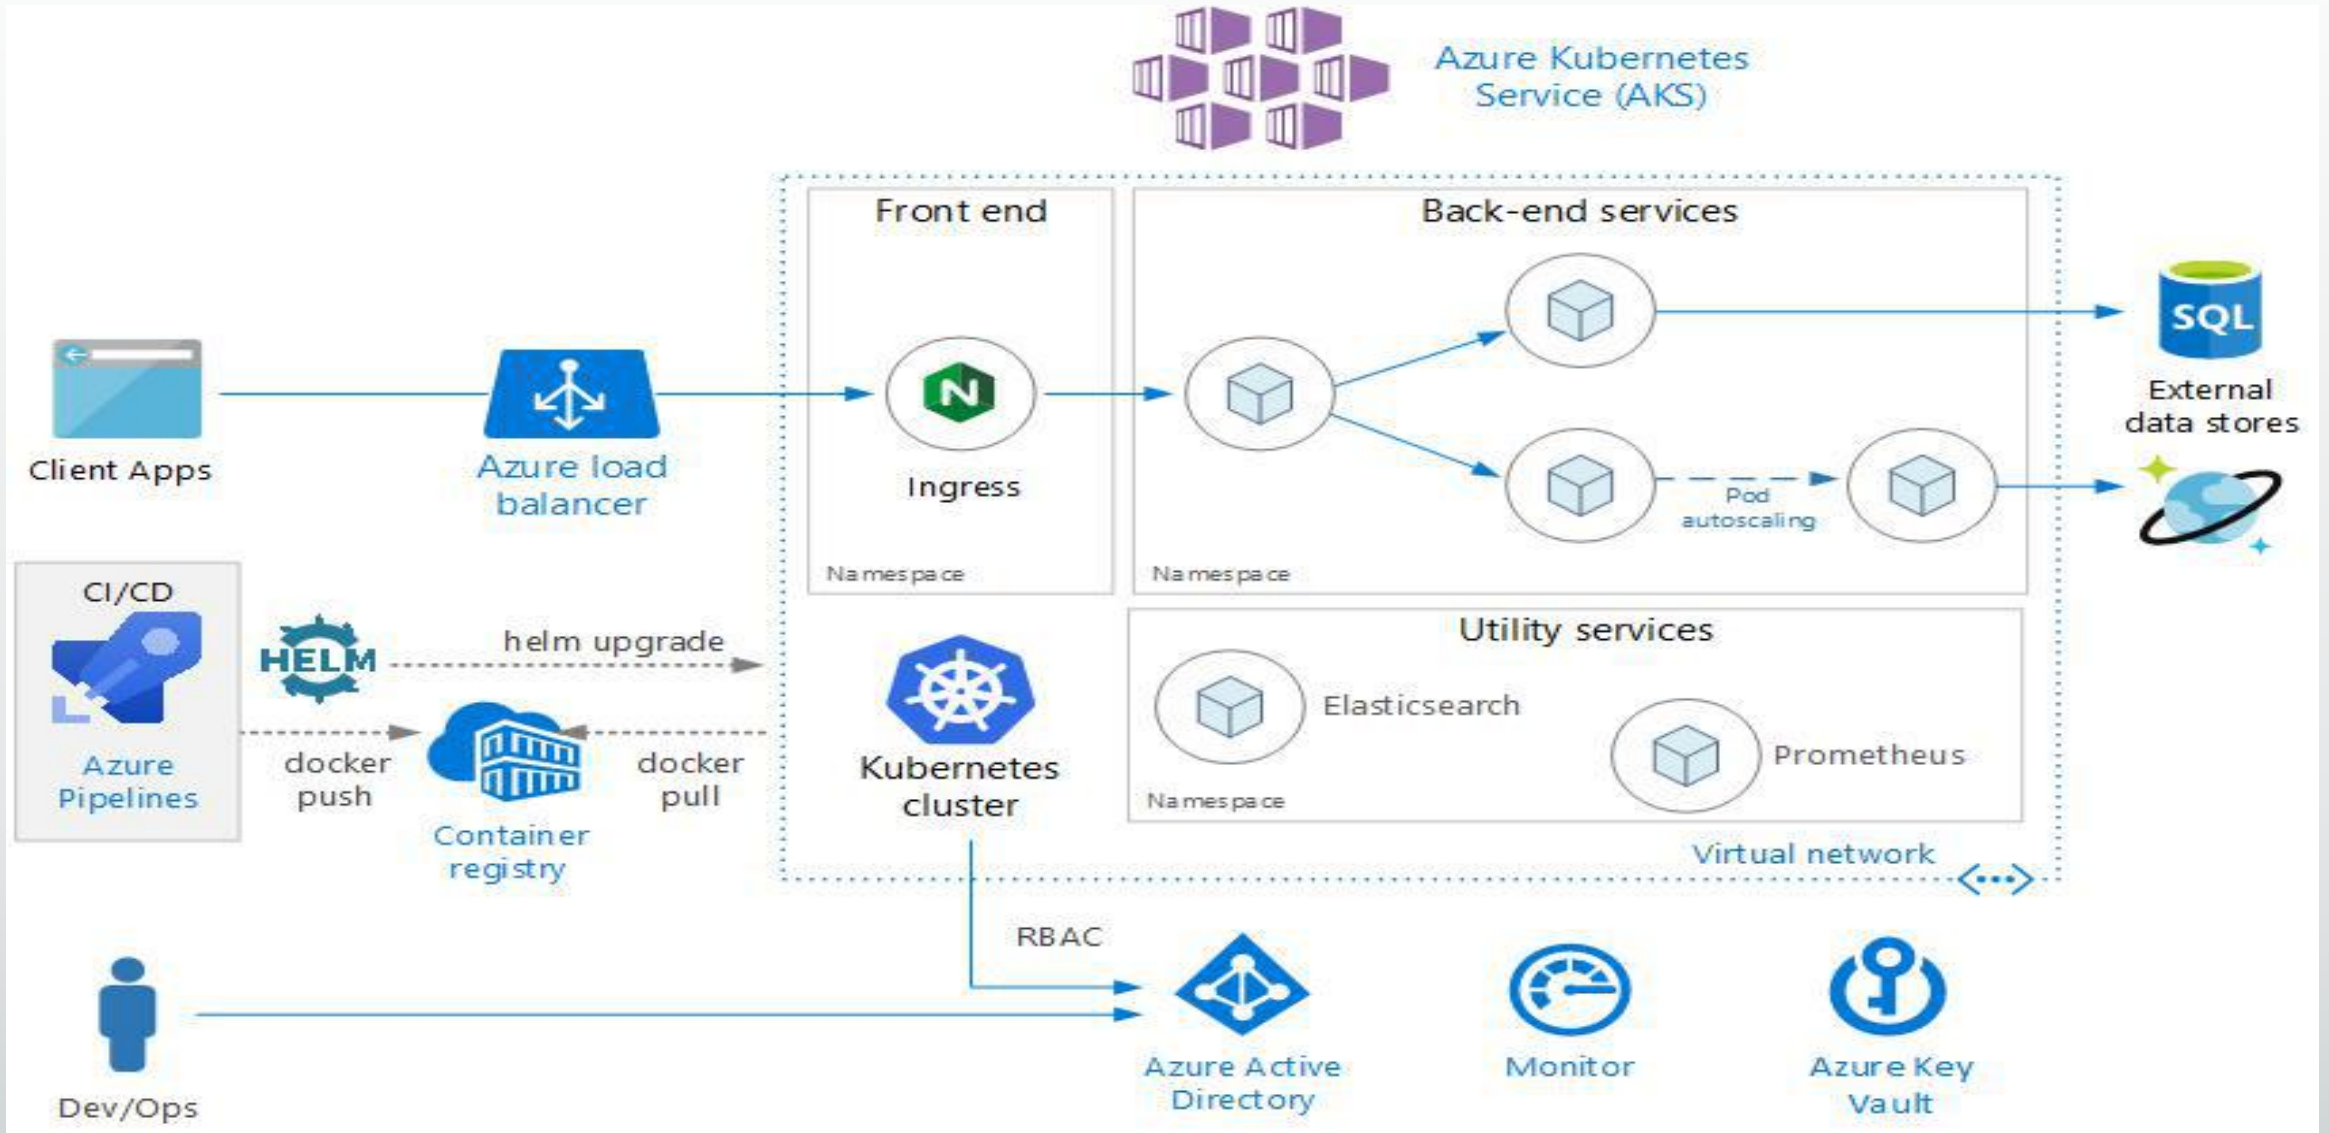 Azure Kubernetes
Service (AKS)
Front end
Back-end services
SQL
External
data stores
Client Apps
Azure load
balancer
N
Ingress
Pod
autoscaling
Namespace
Namespace
CI/CD
HELM
helm upgrade
Azure
Pipelines
docker
push
docker
pull
Container
registry
Kubernetes
cluster
Utility services
Elasticsearch
Prometheus
Namespace
Virtual network
RBAC
Dev/Ops
Azure Active
Directory
Monitor
Azure Key
Vault